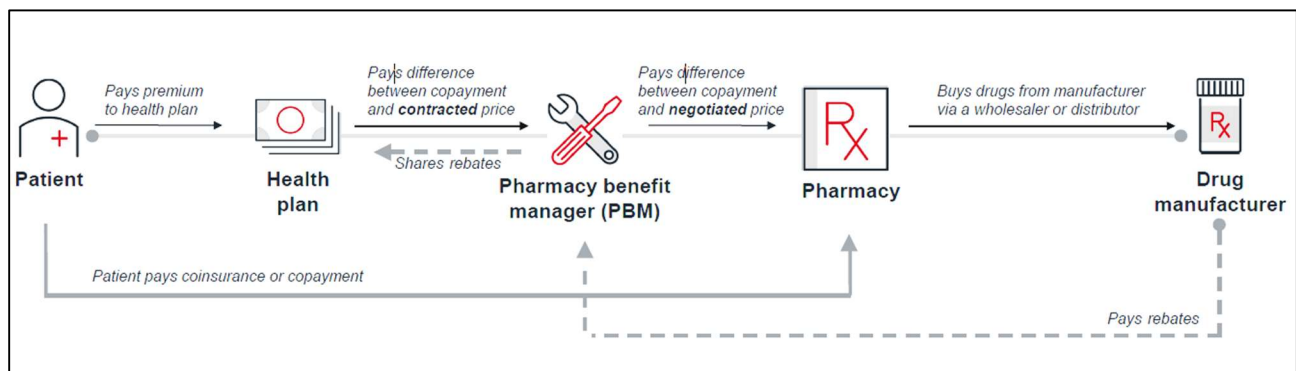 Pays premium
to health plan
Pays difference
between copayment
and contracted price
Pays difference
between copayment
and negotiated price
Buys drugs from manufacturer
via a wholesaler or distributor
Shares rebates
Rx
Rx
Patient
Health
plan
Pharmacy benefit
manager (PBM)
Pharmacy
Drug
manufacturer
Patient pays coinsurance or copayment
Pays rebates